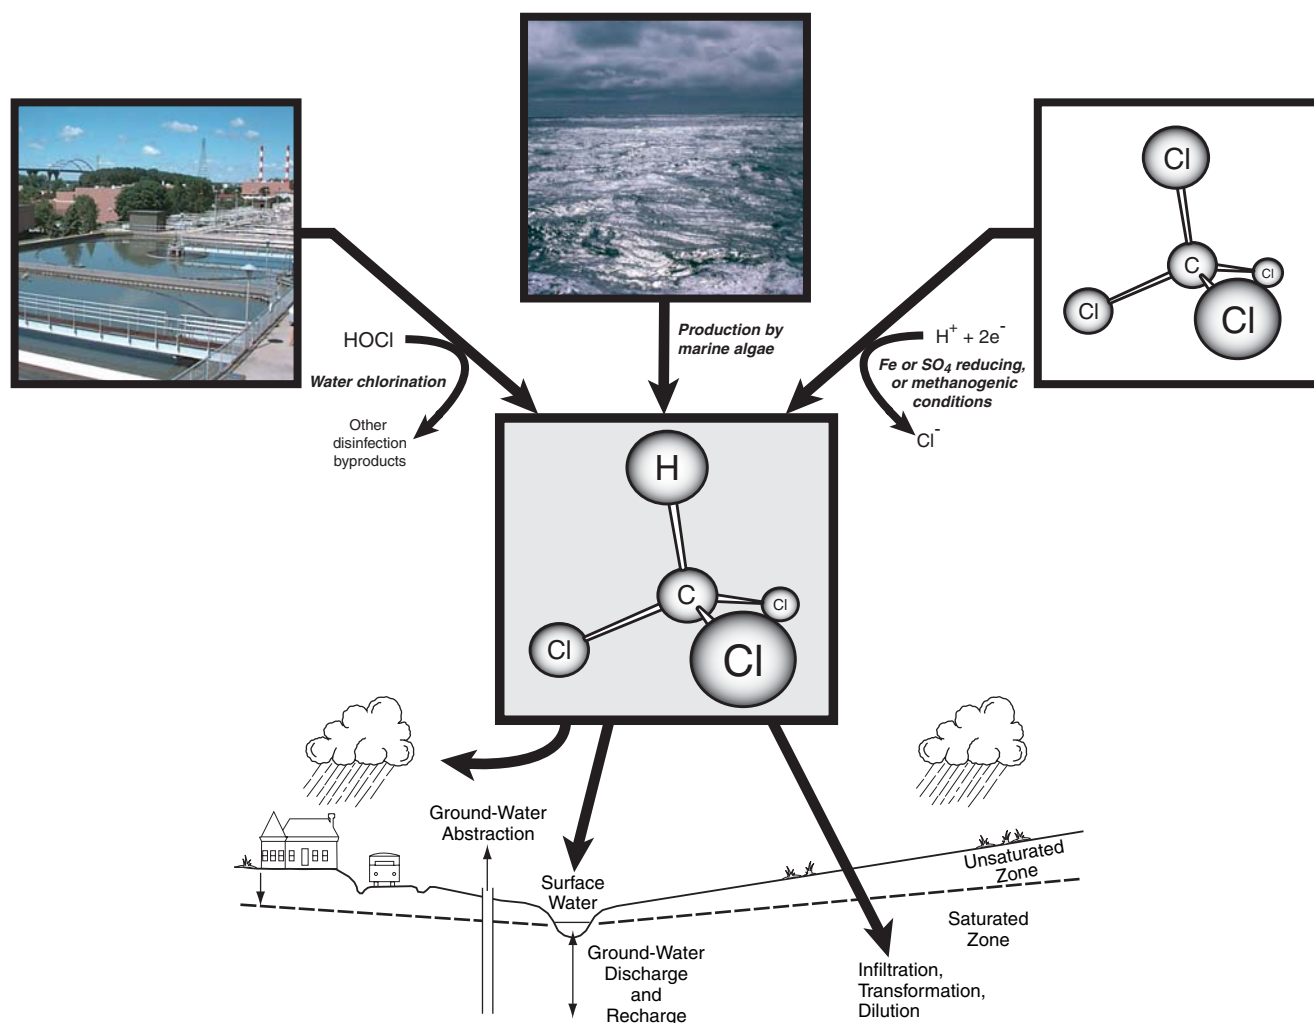 Cl
C
Cl
Cl
Cl
HOCl
Water chlorination
Other
disinfection
byproducts
Production by
marine algae
H+ + 2e-
Fe or SO4 reducing,
or methanogenic
conditions
Cl-
H
C
Cl
Cl
Cl
Ground-Water
Abstraction
Surface
Water
Ground-Water
Discharge
and
Recharge
Unsaturated
Zone
Saturated
Zone
Infiltration,
Transformation,
Dilution